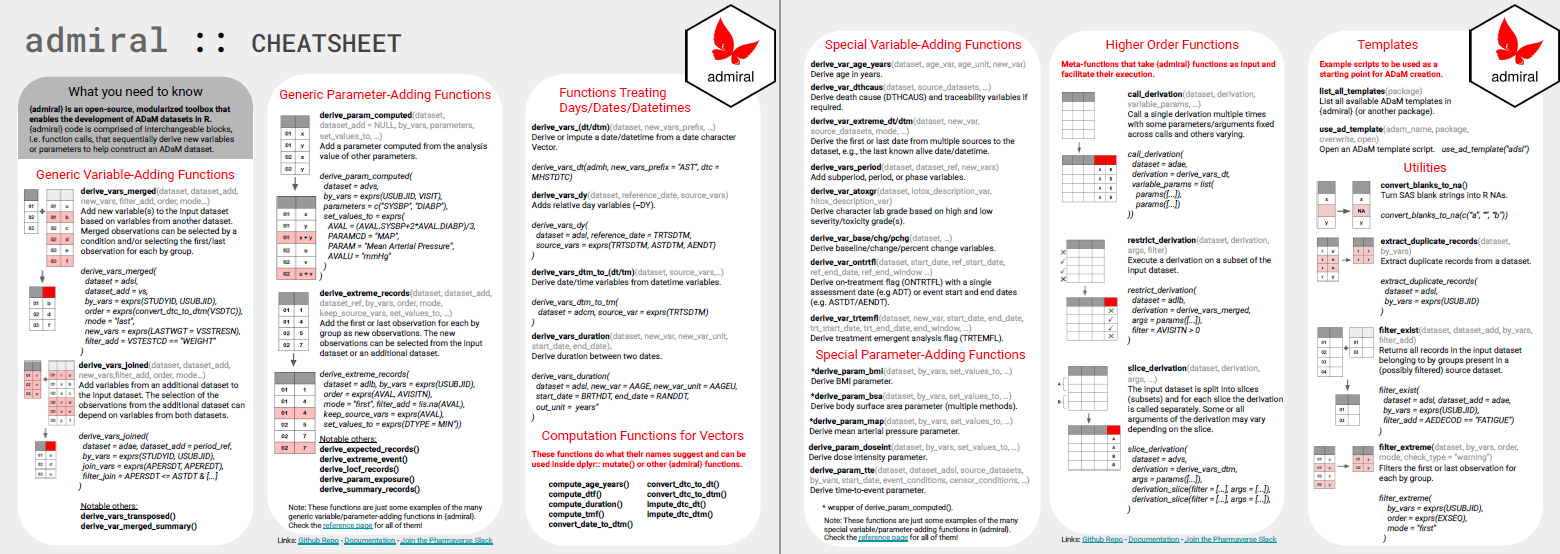 admiral :: CHEATSHEET
admiral
What you need to know
{admiral} is an open-source, modularized toolbox that
enables the development of ADaM datasets in R.
{admiral} code is comprised of interchangeable blocks,
i.e. function calls, that sequentially derive new variables
or parameters to help construct an ADaM dataset.
Generic Variable-Adding Functions
derive_vars_merged(dataset, dataset_add,
new_vars, filter_add, order, mode...)
Add new variable(s) to the input dataset
based on variables from another dataset.
Merged observations can be selected by a
condition and/or selecting the first/last
observation for each by group.
derive_vars_merged(
dataset = adsl,
dataset_add = vs,
by_vars = exprs(STUDYID, USUBJID),
order = exprs(convert_dtc_to_dtm(VSDTC)),
mode = "last",
new_vars = exprs(LASTWGT = VSSTRESN),
filter_add = VSTESTCD == "WEIGHT"
)
derive_vars_joined(dataset, dataset_add,
new_vars,filter_add, order, mode...)
Add variables from an additional dataset to
the input dataset. The selection of the
observations from the additional dataset can
depend on variables from both datasets.
derive_vars_joined(
dataset = adae, dataset_add = period_ref,
by_vars = exprs(STUDYID, USUBJID),
join_vars = exprs(APERSDT, APEREDT),
filter_join = APERSDT <= ASTDT & [...]
)
Notable others:
derive_vars_transposed()
derive_var_merged_summary()
Generic Parameter-Adding Functions
derive_param_computed(dataset,
dataset_add = NULL, by_vars, parameters,
set_values_to, ...)
Add a parameter computed from the analysis
value of other parameters.
derive_param_computed(
dataset = advs,
by_vars = exprs(USUBJID, VISIT),
parameters = c("SYSBP", "DIABP"),
set_values_to = exprs(
AVAL = (AVAL.SYSBP+2*AVAL.DIABP)/3,
PARAMCD = "MAP",
PARAM = "Mean Arterial Pressure",
AVALU = "mmHg"
)
)
derive_extreme_records(dataset, dataset_add,
dataset_ref, by_vars, order, mode,
keep_source_vars, set_values_to, ...)
Add the first or last observation for each by
group as new observations. The new
observations can be selected from the input
dataset or an additional dataset.
derive_extreme_records(
dataset = adlb, by_vars = exprs(USUBJID),
order = exprs(AVAL, AVISITN),
mode = "first", filter_add = !is.na(AVAL),
keep_source_vars = exprs(AVAL),
set_values_to = exprs(DTYPE = MIN"))
Notable others:
derive_expected_records()
derive_extreme_event()
derive_locf_records()
derive_param_exposure()
derive_summary_records()
Note: These functions are just some examples of the many
generic variable/parameter-adding functions in {admiral}.
Check the reference page for all of them!
Links: Github Repo - Documentation - Join the Pharmaverse Slack
Functions Treating
Days/Dates/Datetimes
derive_vars_(dt/dtm)(dataset, new_vars_prefix, ...)
Derive or impute a date/datetime from a date character
Vector.
derive_vars_dt(admh, new_vars_prefix = "AST", dtc =
MHSTDTC)
derive_vars_dy(dataset, reference_date, source_vars)
Adds relative day variables (--DY).
derive_vars_dy(
dataset = adsl, reference_date = TRTSDTM,
source_vars = exprs(TRTSDTM, ASTDTM, AENDT)
)
derive_vars_dtm_to_(dt/tm)(dataset, source_vars,...)
Derive date/time variables from datetime variables.
derive_vars_dtm_to_tm(
dataset = adcm, source_var = exprs(TRTSDTM)
)
derive_vars_duration(dataset, new_var, new_var_unit,
start_date, end_date).
Derive duration between two dates.
derive_vars_duration(
dataset = adsl, new_var = AAGE, new_var_unit = AAGEU,
start_date = BRTHDT, end_date = RANDDT,
out_unit = years"
)
Computation Functions for Vectors
These functions do what their names suggest and can be
used inside dplyr:: mutate() or other {admiral} functions.
compute_age_years() convert_dtc_to_dt()
compute_dtf() convert_dtc_to_dtm()
compute_duration() impute_dtc_dt()
compute_tmf() impute_dtc_dtm()
convert_date_to_dtm()
Special Variable-Adding Functions
derive_var_age_years(dataset, age_var, age_unit, new_var)
Derive age in years.
derive_var_dthcaus(dataset, source_datasets, ...)
Derive death cause (DTHCAUS) and traceability variables if
required.
derive_var_extreme_dt/dtm(dataset, new_var,
source_datasets, mode, ...)
Derive the first or last date from multiple sources to the
dataset, e.g., the last known alive date/datetime.
derive_vars_period(dataset, dataset_ref, new_vars)
Add subperiod, period, or phase variables.
derive_var_atoxgr(dataset, lotox_description_var,
hitox_description_var)
Derive character lab grade based on high and low
severity/toxicity grade(s).
derive_var_base/chg/pchg(dataset, ...)
Derive baseline/change/percent change variables.
derive_var_ontrtfl(dataset, start_date, ref_start_date,
ref_end_date, ref_end_window ...)
Derive on-treatment flag (ONTRTFL) with a single
assessment date (e.g ADT) or event start and end dates
(e.g. ASTDT/AENDT).
derive_var_trtemfl(dataset, new_var, start_date, end_date,
trt_start_date, trt_end_date, end_window, ...)
Derive treatment emergent analysis flag (TRTEMFL).
Special Parameter-Adding Functions
*derive_param_bmi(dataset, by_vars, set_values_to, ...)
Derive BMI parameter.
*derive_param_bsa(dataset, by_vars, set_values_to, ...)
Derive body surface area parameter (multiple methods).
*derive_param_map(dataset, by_vars, set_values_to, ...)
Derive mean arterial pressure parameter.
derive_param_doseint(dataset, by_vars, set_values_to, ...)
Derive dose intensity parameter.
derive_param_tte(dataset, dataset_adsl, source_datasets,
by_vars, start_date, event_conditions, censor_conditions, ...)
Derive time-to-event parameter.
* wrapper of derive_param_computed().
Note: These functions are just some examples of the many
special variable/parameter-adding functions in {admiral}.
Check the reference page for all of them!
Higher Order Functions
Meta-functions that take {admiral} functions as input and
facilitate their execution.
call_derivation(dataset, derivation,
variable_params, ...)
Call a single derivation multiple times
with some parameters/arguments fixed
across calls and others varying.
call_derivation(
dataset = adae,
derivation = derive_vars_dt,
variable_params = list(
params([...]),
params([...])
))
restrict_derivation(dataset, derivation,
args, filter)
Execute a derivation on a subset of the
input dataset.
restrict_derivation(
dataset = adlb,
derivation = derive_vars_merged,
args = params([...]),
filter = AVISITN > 0
)
slice_derivation(dataset, derivation,
args, ...)
The input dataset is split into slices
(subsets) and for each slice the derivation
is called separately. Some or all
arguments of the derivation may vary
depending on the slice.
slice_derivation(
dataset = advs,
derivation = derive_vars_dtm,
args = params([...]),
derivation_slice(filter = [...], args = [...]),
derivation_slice(filter = [...], args = [...]),
)
Links: Github Repo - Documentation - Join the Pharmaverse Slack
Templates
admiral
Example scripts to be used as a
starting point for ADaM creation.
list_all_templates(package)
List all available ADaM templates in
{admiral} (or another package).
use_ad_template(adam_name, package,
overwrite, open)
Open an ADaM template script. use_ad_template("adsl")
Utilities
convert_blanks_to_na()
Turn SAS blank strings into R NAs.
convert_blanks_to_na(c("a", "", "b"))
extract_duplicate_records(dataset,
by_vars)
Extract duplicate records from a dataset.
extract_duplicate_records(
dataset = adsl,
by_vars = exprs(USUBJID)
)
filter_exist(dataset, dataset_add, by_vars,
filter_add)
Returns all records in the input dataset
belonging to by group present in a
(possibly filtered) source dataset.
filter_exist(
dataset = adsl, dataset_add = adae,
by_vars = exprs(USUBJID),
filter_add = AEDECOD == "FATIGUE")
)
filter_extreme(dataset, by_vars, order,
mode, check_type = "warning")
Filters the first or last observation for
each by group.
filter_extreme(
by_vars = exprs(USUBJID),
order = exprs(EXSEQ),
mode = "first"
)